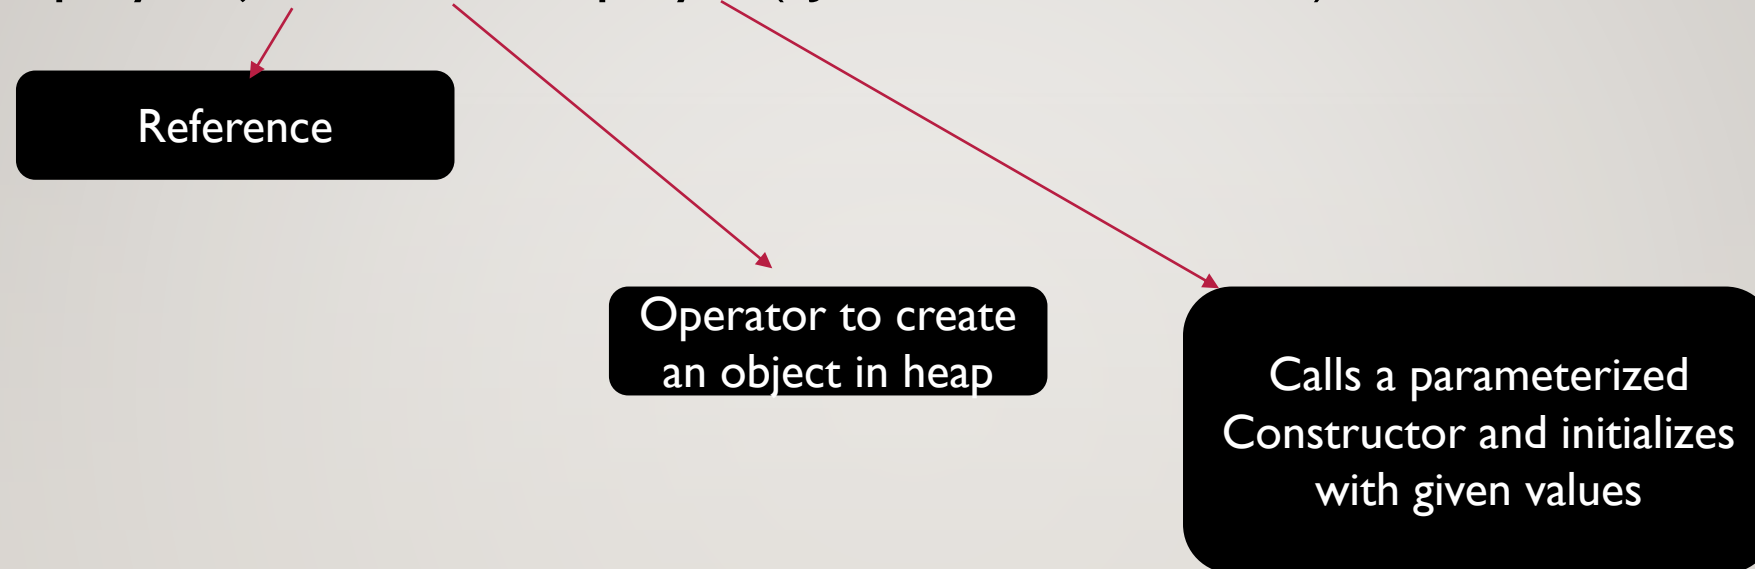 Reference
Operator to create
an object in heap
Calls a parameterized
Constructor and initializes
with given values